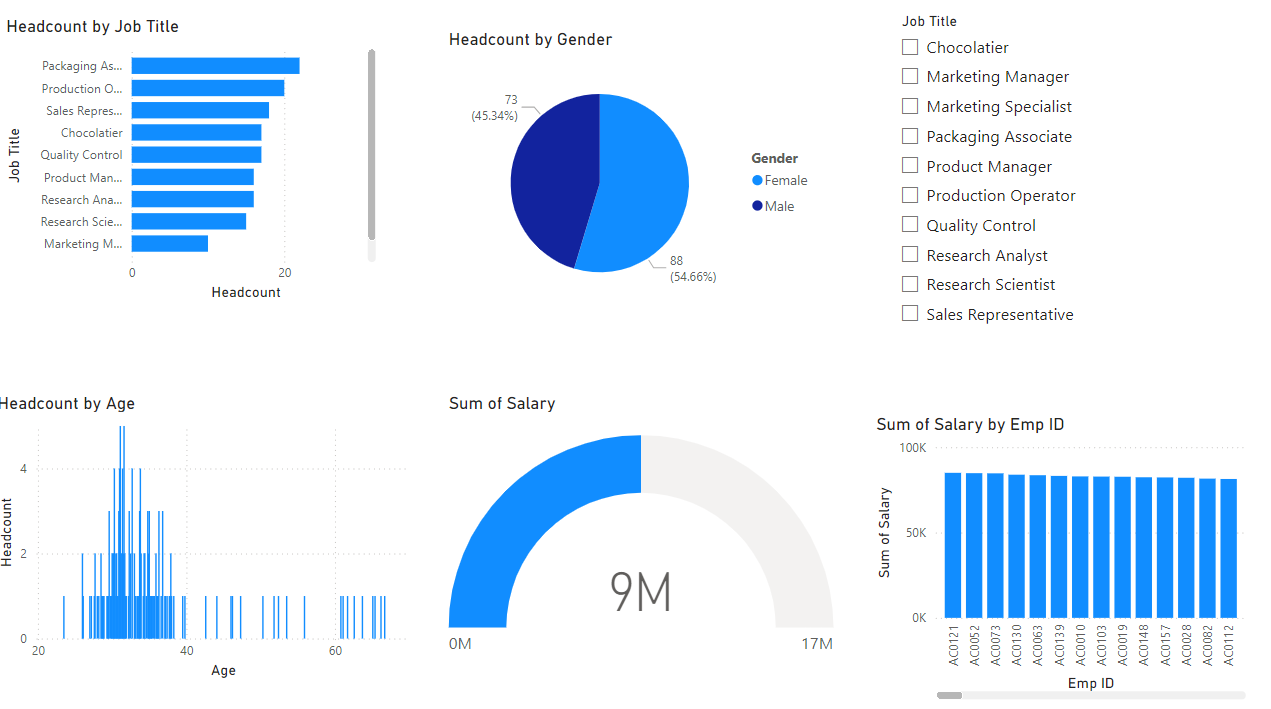 Headcount by Job Title
Job Title
Packaging As...
Production O...
Sales Repres...
Chocolatier
Quality Control
Product Man...
Research Ana...
Research Scie...
Marketing M...
0
20
Headcount
Headcount by Gender
73
(45.34%)
88
(54.66%)
Gender
Female
Male
Job Title
Chocolatier
Marketing Manager
Marketing Specialist
Packaging Associate
Product Manager
Production Operator
Quality Control
Research Analyst
Research Scientist
Sales Representative
Headcount by Age
Headcount
4
2
0
20
40
60
Age
Sum of Salary
9M
0M
17M
Sum of Salary by Emp ID
Sum of Salary
100K
50K
0K
AC0121
AC0052
AC0073
AC0130
AC0063
AC0139
AC0010
AC0103
AC0019
AC0148
AC0157
AC0028
AC0082
AC0112
Emp ID